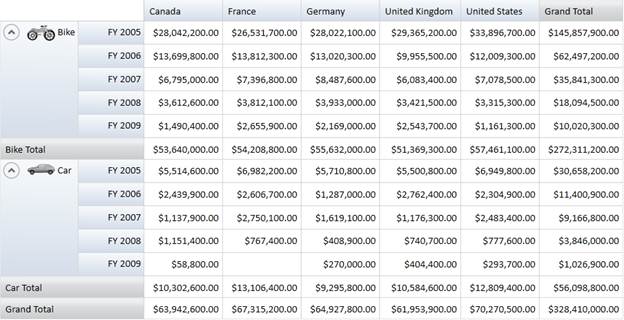 Canada France Germany United Kingdom United States Grand Total
Bike FY 2005 $28,042,200.00 $26,531,700.00 $28,022,100.00 $29,365,200.00 $33,896,700.00 $145,857,900.00
FY 2006 $13,699,800.00 $13,812,300.00 $13,020,300.00 $9,955,500.00 $12,009,300.00 $62,497,200.00
FY 2007 $6,795,000.00 $7,396,800.00 $8,487,600.00 $6,083,400.00 $7,078,500.00 $35,841,300.00
FY 2008 $3,612,600.00 $3,812,100.00 $3,933,000.00 $3,421,500.00 $3,315,300.00 $18,094,500.00
FY 2009 $1,490,400.00 $2,655,900.00 $2,169,000.00 $2,543,700.00 $1,161,300.00 $10,020,300.00
Bike Total $53,640,000.00 $54,208,800.00 $55,632,000.00 $51,369,300.00 $57,461,100.00 $272,311,200.00
Car FY 2005 $5,514,600.00 $6,982,200.00 $5,710,800.00 $5,500,800.00 $6,949,800.00 $30,658,200.00
FY 2006 $2,439,900.00 $2,606,700.00 $1,287,000.00 $2,762,400.00 $2,304,900.00 $11,400,900.00
FY 2007 $1,137,900.00 $2,750,100.00 $1,619,100.00 $1,176,300.00 $2,483,400.00 $9,166,800.00
FY 2008 $1,151,400.00 $767,400.00 $408,900.00 $740,700.00 $777,600.00 $3,846,000.00
FY 2009 $58,800.00 $270,000.00 $404,400.00 $293,700.00 $1,026,900.00
Car Total $10,302,600.00 $13,106,400.00 $9,295,800.00 $10,584,600.00 $12,809,400.00 $56,098,800.00
Grand Total $63,942,600.00 $67,315,200.00 $64,927,800.00 $61,953,900.00 $70,270,500.00 $328,410,000.00